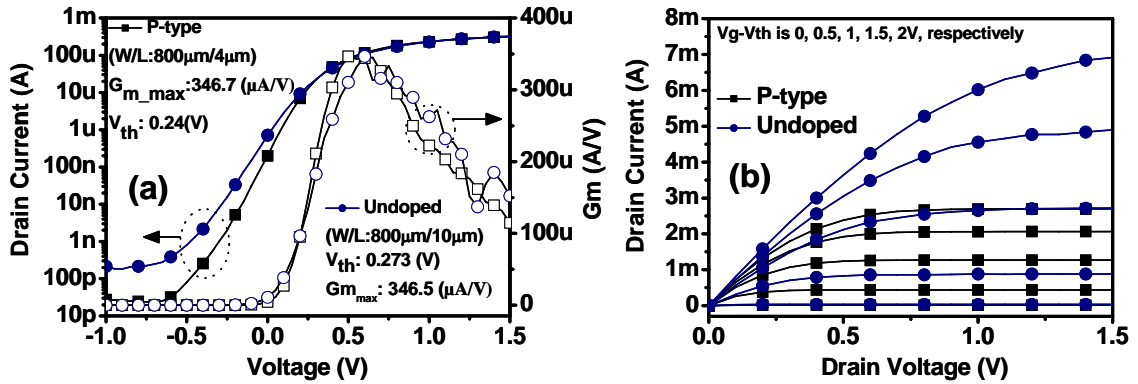 1m
100u
10u
1u
100n
10n
1n
100p
10p
Drain Current (A)
P-type
(W/L:800μm/4μm)
Gm_max:346.7 (μA/V)
Vth: 0.24(V)
(a)
Undoped
(W/L:800μm/10μm)
Vth: 0.273 (V)
Gmmax: 346.5 (μA/V)
-1.0 -0.5 0.0 0.5 1.0 1.5
Voltage (V)
400u
300u
200u
100u
0
Gm (A/V)
8m
7m
6m
5m
4m
3m
2m
1m
0
Drain Current (A)
Vg-Vth is 0, 0.5, 1, 1.5, 2V, respectively
P-type
Undoped
(b)
0.0 0.5 1.0 1.5
Drain Voltage (V)